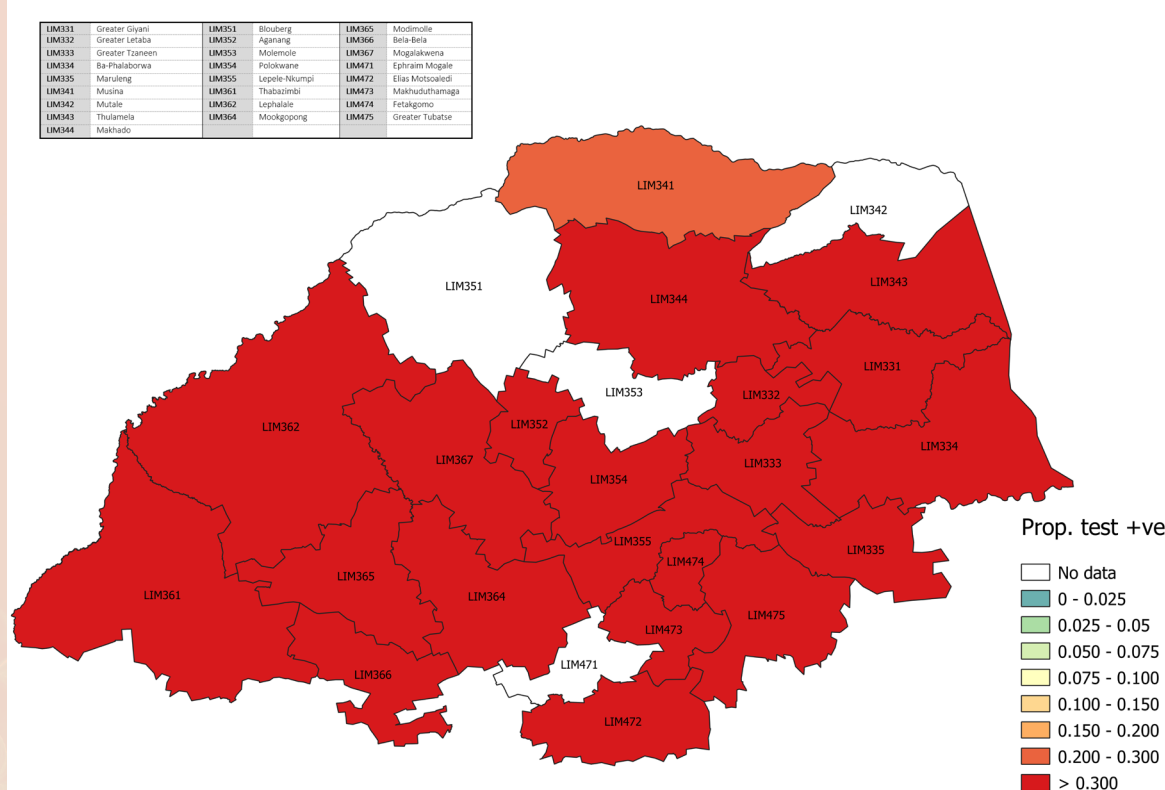 LIM331 Greater Giyani LIM351 Blouberg LIM365 Modimolle
LIM332 Greater Letaba LIM352 Aganang LIM366 Bela-Bela
LIM333 Greater Tzaneen LIM353 Molemole LIM367 Mogalakwena
LIM334 Ba-Phalaborwa LIM354 Polokwane LIM471 Ephraim Mogale
LIM335 Maruleng LIM355 Lepele-Nkumpi LIM472 Elias Motsoaledi
LIM341 Musina LIM361 Thabazimbi LIM473 Makhuduthamaga
LIM342 Mutale LIM362 Lephalale LIM474 Fetakgomo
LIM343 Thulamela LIM364 Mookgopong LIM475 Greater Tubatse
LIM344 Makhado
LIM341
LIM342
LIM351
LIM343
LIM344
LIM331
LIM353
LIM332
LIM352
LIM362
LIM334
LIM367
LIM333
LIM354
LIM355
LIM335
LIM474
LIM365
LIM361
LIM364
LIM475
LIM473
LIM471
LIM366
LIM472
Prop. test +ve
No data
0 - 0.025
0.025 - 0.05
0.050 - 0.075
0.075 - 0.100
0.100 - 0.150
0.150 - 0.200
0.200 - 0.300
> 0.300